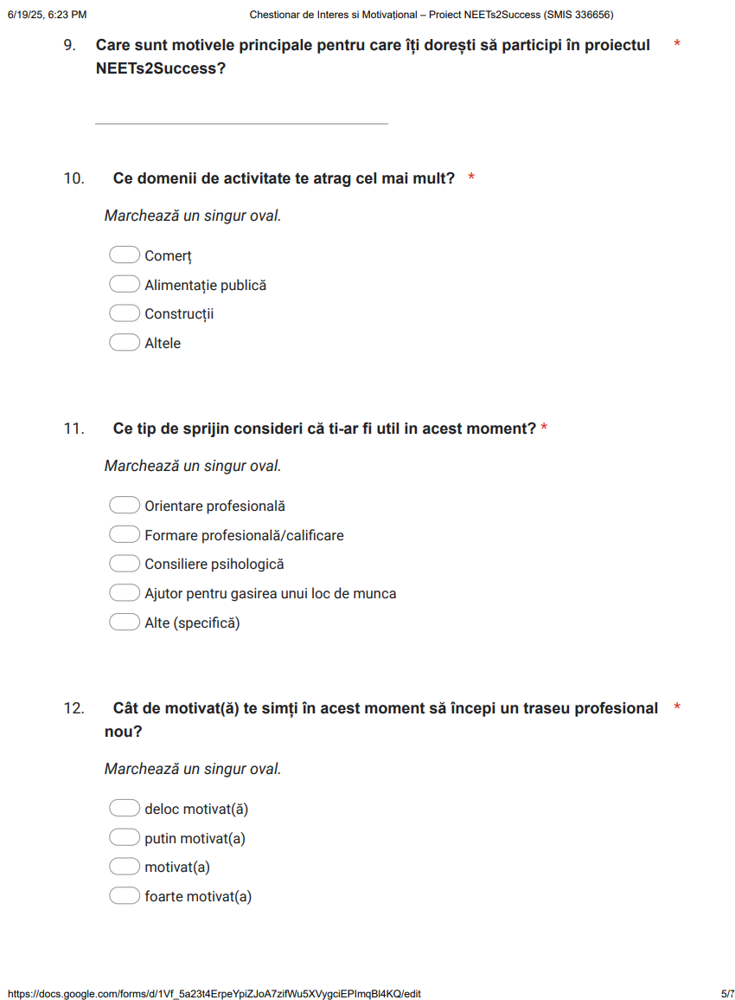 6/19/25, 6:23 PM Chestionar de Interes si Motivațional – Proiect NEETs2Success (SMIS 336656)
9. Care sunt motivele principale pentru care îți dorești să participi în proiectul *
NEETs2Success?
10. Ce domenii de activitate te atrag cel mai mult? *
Marchează un singur oval.
Comerț
Alimentație publică
Construcții
Altele
11. Ce tip de sprijin consideri că ti-ar fi util in acest moment? *
Marchează un singur oval.
Orientare profesională
Formare profesională/calificare
Consiliere psihologică
Ajutor pentru gasirea unui loc de munca
Alte (specifică)
12. Cât de motivat(ă) te simți în acest moment să începi un traseu profesional *
nou?
Marchează un singur oval.
deloc motivat(ă)
putin motivat(a)
motivat(a)
foarte motivat(a)
https://docs.google.com/forms/d/1Vf_5a23t4ErpeYpiZJoA7zifWu5XVygciEPImqBl4KQ/edit 5/7